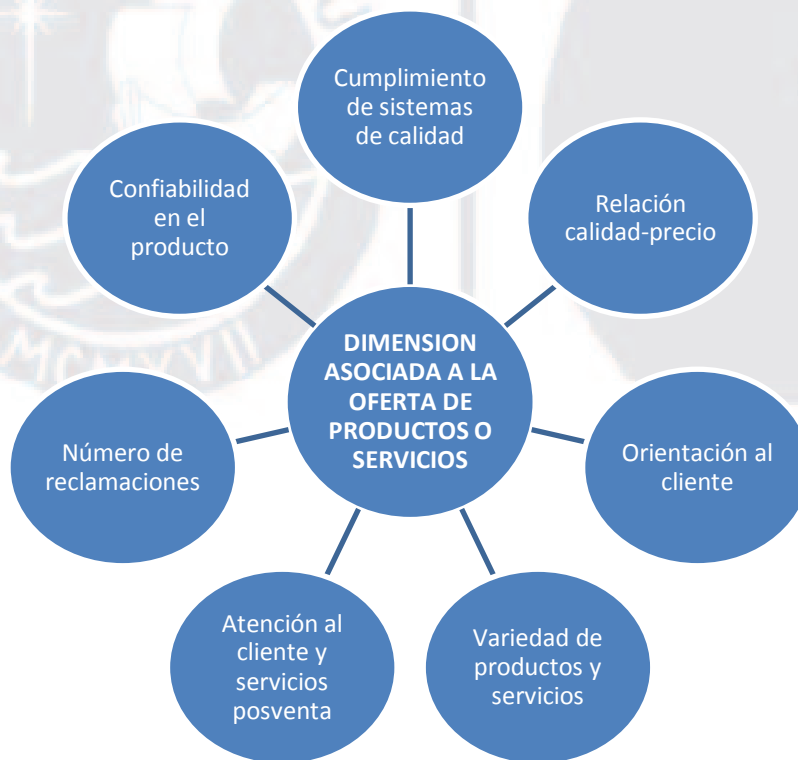 Cumplimiento
de sistemas
de calidad
Confiabilidad
en el
producto
Relación
calidad-precio
DIMENSION
ASOCIADA A LA
OFERTA DE
PRODUCTOS O
SERVICIOS
Número de
reclamaciones
Orientación al
cliente
Atención al
cliente y
servicios
posventa
Variedad de
productos y
servicios
MCMXVII